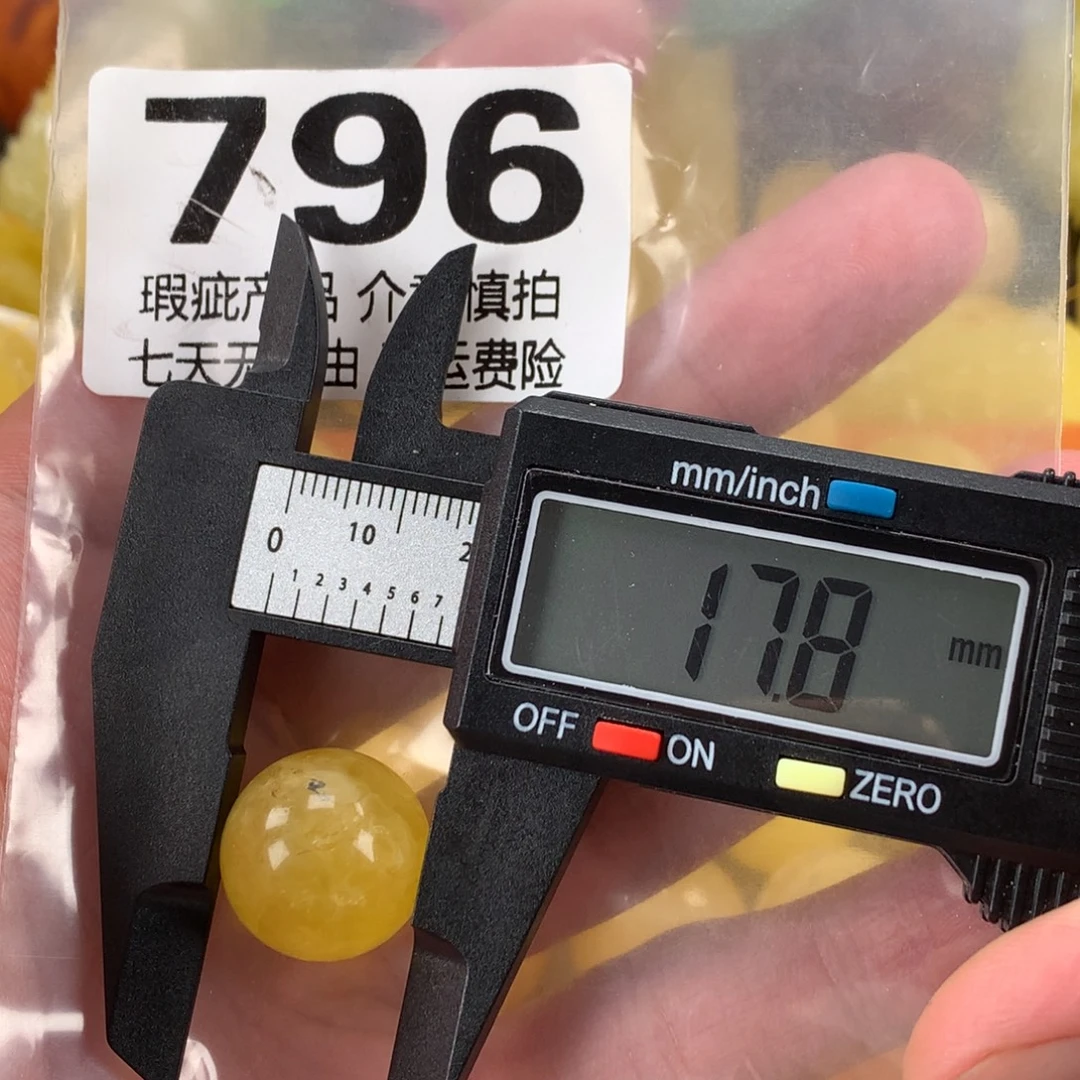 796
瑕疵产品 介 慎拍
七天无 由 运费险
mm/inch
0 10 2
1 2 3 4 5 6 7
17.8 mm
OFF ON ZERO